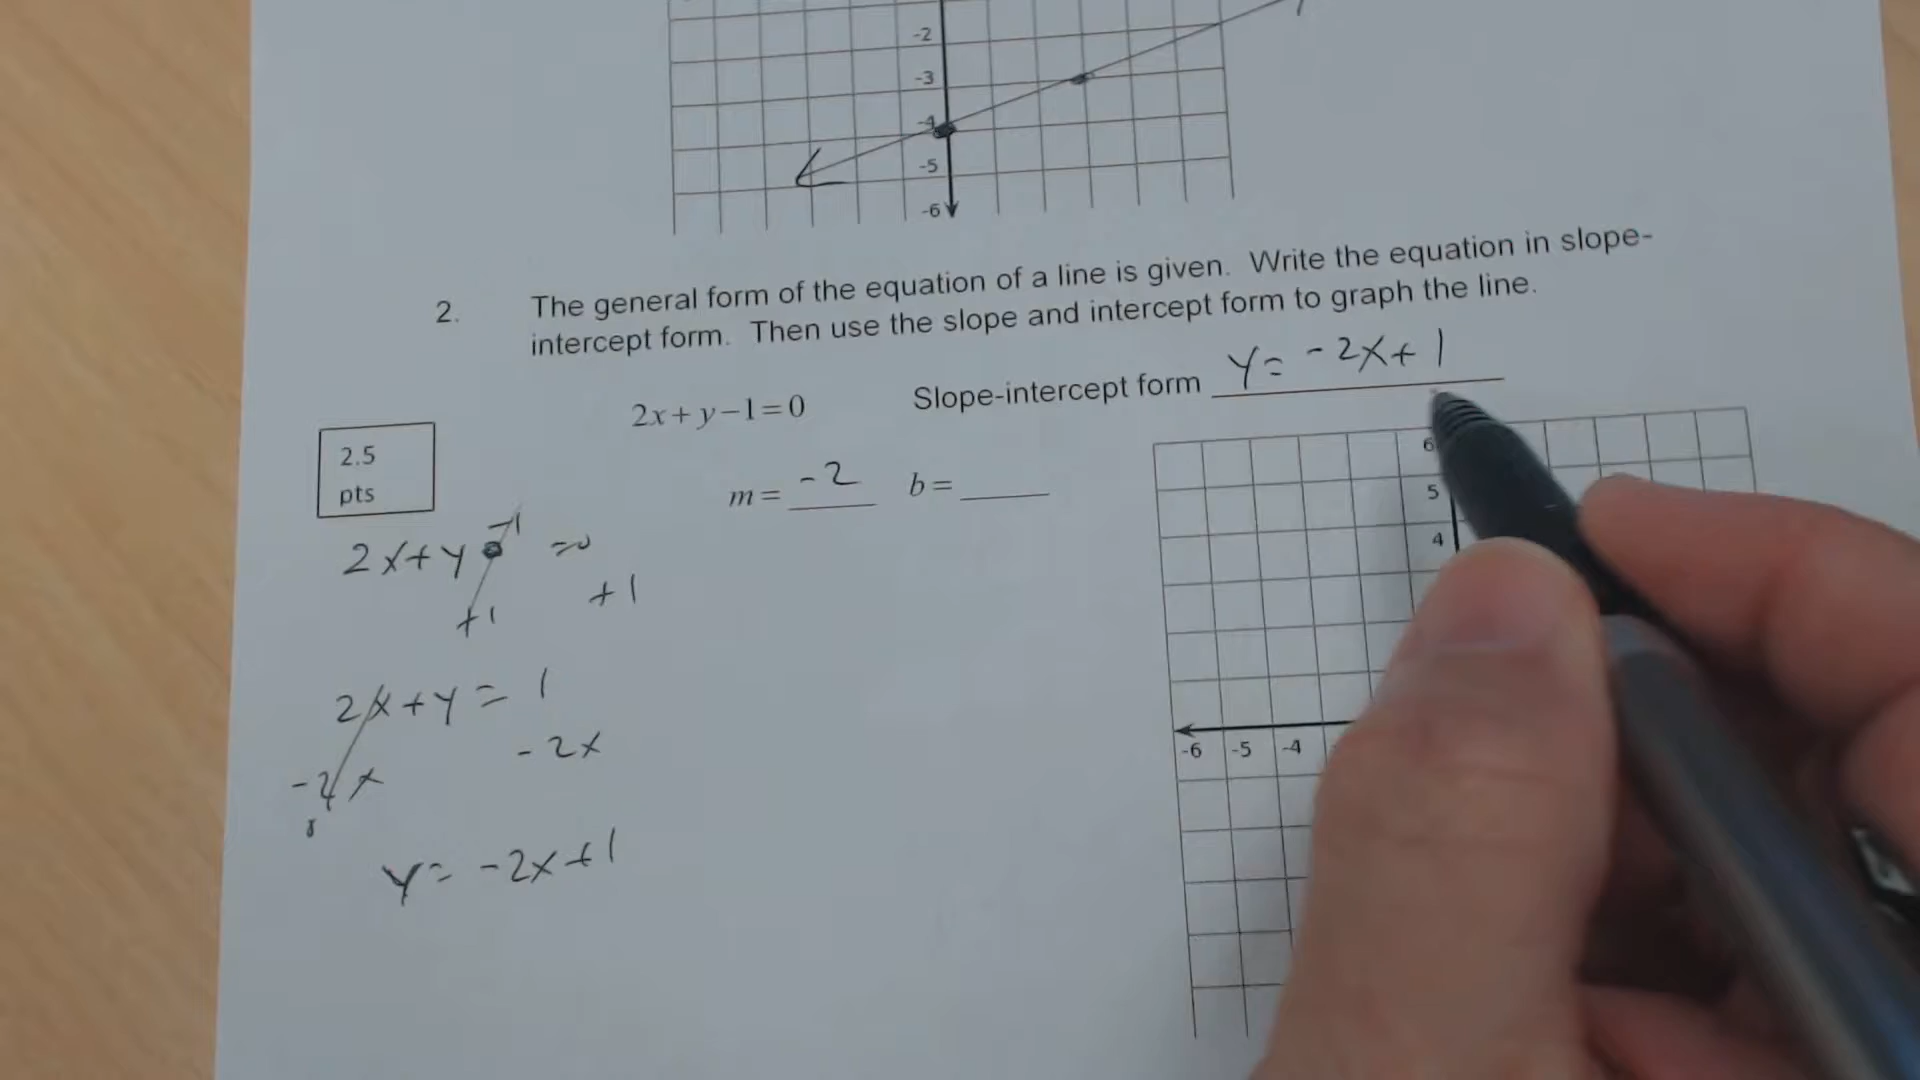 -2
-3
-4
-5
-6
2. The general form of the equation of a line is given. Write the equation in slope-
intercept form. Then use the slope and intercept form to graph the line.
2x+y−1=0 Slope-intercept form y = -2x+1
2.5
pts
m = -2 b = ____
2x+y -1 =0
+1 +1
2x+y = 1
-2x -2x
y = -2x+1
6
5
4
-6 -5 -4